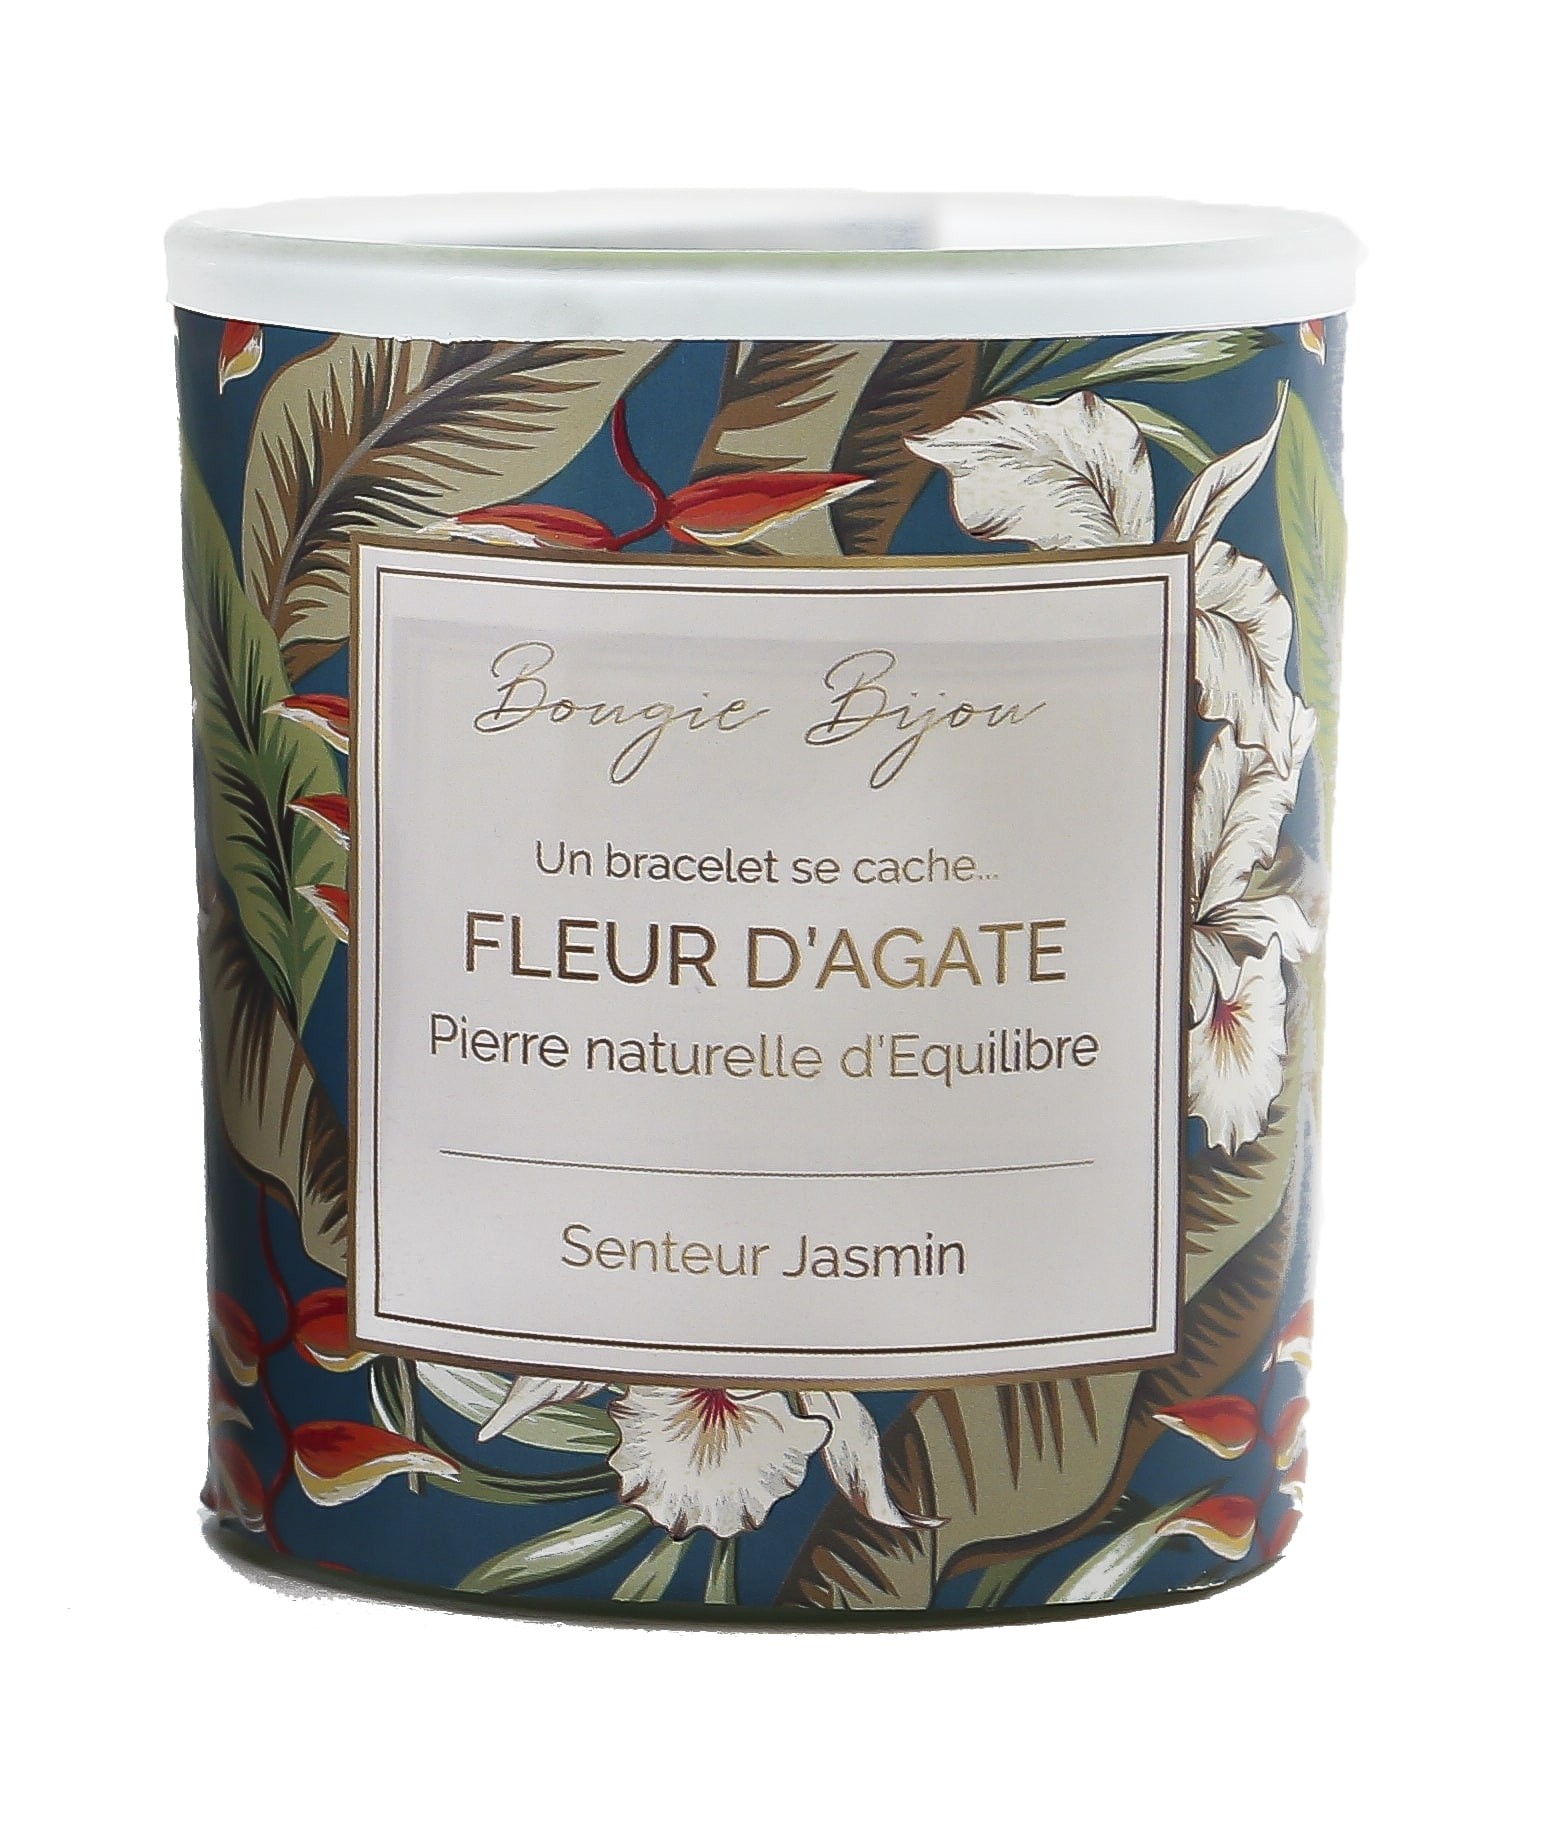 Bougie Bijou
Un bracelet se cache...
FLEUR D'AGATE
Pierre naturelle d'Equilibre
Senteur Jasmin